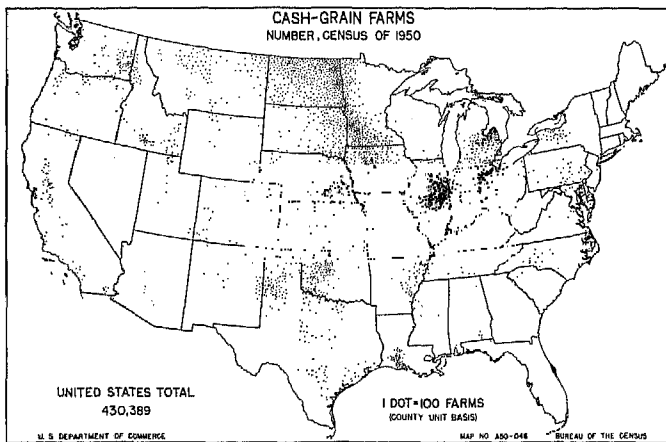 CASH-GRAIN FARMS
NUMBER, CENSUS OF 1950
UNITED STATES TOTAL
430,389
1 DOT=100 FARMS
(COUNTY UNIT BASIS)
U. S DEPARTMENT OF COMMERCE
MAP NO A50-046
BUREAU OF THE CENSUS